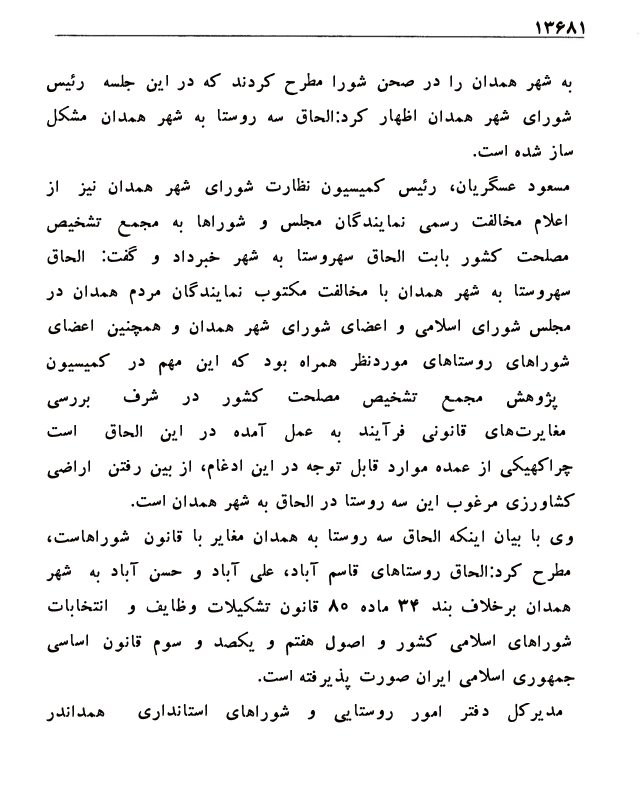 ۱۳۶۸۱
به شهر همدان را در صحن شورا مطرح کردند که در این جلسه رئیس
شورای شهر همدان اظهار کرد:الحاق سه روستا به شهر همدان مشکل
ساز شده است.
مسعود عسگریان، رئیس کمیسیون نظارت شورای شهر همدان نیز از
اعلام مخالفت رسمی نمایندگان مجلس و شوراها به مجمع تشخیص
مصلحت کشور بابت الحاق سهروستا به شهر خبرداد و گفت: الحاق
سهروستا به شهر همدان با مخالفت مکتوب نمایندگان مردم همدان در
مجلس شورای اسلامی و اعضای شورای شهر همدان و همچنین اعضای
شوراهای روستاهای موردنظر همراه بود که این مهم در کمیسیون
پژوهش مجمع تشخیص مصلحت کشور در شرف بررسی
مغایرت‌های قانونی فرآیند به عمل آمده در این الحاق است
چراکهیکی از عمده موارد قابل توجه در این ادغام، از بین رفتن اراضی
کشاورزی مرغوب این سه روستا در الحاق به شهر همدان است.
وی با بیان اینکه الحاق سه روستا به همدان مغایر با قانون شوراهاست،
مطرح کرد:الحاق روستاهای قاسم آباد، علی آباد و حسن آباد به شهر
همدان برخلاف بند ۳۴ ماده ۸۰ قانون تشکیلات وظایف و انتخابات
شوراهای اسلامی کشور و اصول هفتم و یکصد و سوم قانون اساسی
جمهوری اسلامی ایران صورت پذیرفته است.
مدیرکل دفتر امور روستایی و شوراهای استانداری همداندر